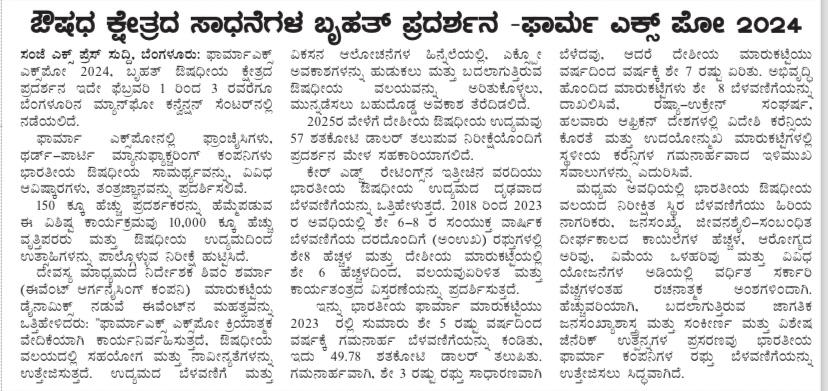 ಔಷಧ ಕ್ಷೇತ್ರದ ಸಾಧನೆಗಳ ಬೃಹತ್ ಪ್ರದರ್ಶನ -ಫಾರ್ಮ ಎಕ್ಸ್ ಪೋ 2024
ಸಂಜೆ ಎಕ್ಸ್ ಪ್ರೆಸ್ ಸುದ್ದಿ, ಬೆಂಗಳೂರು: ಫಾರ್ಮಾಎಕ್ಸ್
ಎಕ್ಸ್‌ಪೋ 2024, ಬೃಹತ್ ಔಷಧೀಯ ಕ್ಷೇತ್ರದ
ಪ್ರದರ್ಶನ ಇದೇ ಫೆಬ್ರವರಿ 1 ರಿಂದ 3 ರವರೆಗೂ
ಬೆಂಗಳೂರಿನ ಮ್ಯಾನ್‌ಫೋ ಕನ್ವೆನ್ಷನ್ ಸೆಂಟರ್‌ನಲ್ಲಿ
ನಡೆಯಲಿದೆ.
ಫಾರ್ಮಾ ಎಕ್ಸ್‌ಪೋನಲ್ಲಿ ಫ್ರಾಂಚೈಸಿಗಳು,
ಥರ್ಡ್-ಪಾರ್ಟಿ ಮ್ಯಾನುಫ್ಯಾಕ್ಚರಿಂಗ್ ಕಂಪನಿಗಳು
ಭಾರತೀಯ ಔಷಧೀಯ ಸಾಮರ್ಥ್ಯವನ್ನು, ವಿವಿಧ
ಆವಿಷ್ಕಾರಗಳು, ತಂತ್ರಜ್ಞಾನವನ್ನು ಪ್ರದರ್ಶಿಸಲಿವೆ.
150 ಕ್ಕೂ ಹೆಚ್ಚು ಪ್ರದರ್ಶಕರನ್ನು ಹೆಮ್ಮೆಪಡುವ
ಈ ವಿಶಿಷ್ಟ ಕಾರ್ಯಕ್ರಮವು 10,000 ಕ್ಕೂ ಹೆಚ್ಚು
ವೃತ್ತಿಪರರು ಮತ್ತು ಔಷಧೀಯ ಉದ್ಯಮದಿಂದ
ಉತ್ಸಾಹಿಗಳನ್ನು ಪಾಲ್ಗೊಳ್ಳುವ ನಿರೀಕ್ಷೆ ಹುಟ್ಟಿಸಿದೆ.
ದೇವಸ್ಯ ಮಾಧ್ಯಮದ ನಿರ್ದೇಶಕ ಶಿವಂ ಶರ್ಮಾ
(ಈವೆಂಟ್ ಆರ್ಗನೈಸಿಂಗ್ ಕಂಪನಿ) ಮಾರುಕಟ್ಟೆಯ
ಡೈನಾಮಿಕ್ಸ್ ನಡುವೆ ಈವೆಂಟ್‌ನ ಮಹತ್ವವನ್ನು
ಒತ್ತಿಹೇಳಿದರು: "ಫಾರ್ಮಾಎಕ್ಸ್ ಎಕ್ಸ್‌ಪೋ ಕ್ರಿಯಾತ್ಮಕ
ವೇದಿಕೆಯಾಗಿ ಕಾರ್ಯನಿರ್ವಹಿಸುತ್ತದೆ, ಔಷಧೀಯ
ವಲಯದಲ್ಲಿ ಸಹಯೋಗ ಮತ್ತು ನಾವೀನ್ಯತೆಗಳನ್ನು
ಉತ್ತೇಜಿಸುತ್ತದೆ. ಉದ್ಯಮದ ಬೆಳವಣಿಗೆ ಮತ್ತು
ವಿಕಸನ ಆಲೋಚನೆಗಳ ಹಿನ್ನೆಲೆಯಲ್ಲಿ, ಎಕ್ಸ್ಪೋ
ಅವಕಾಶಗಳನ್ನು ಹುಡುಕಲು ಮತ್ತು ಬದಲಾಗುತ್ತಿರುವ
ಔಷಧೀಯ ವಲಯವನ್ನು ಅರಿತುಕೊಳ್ಳಲು,
ಮುನ್ನಡೆಸಲು ಬಹುದೊಡ್ಡ ಅವಕಾಶ ತೆರೆದಿಡಲಿದೆ.
2025ರ ವೇಳೆಗೆ ದೇಶೀಯ ಔಷಧೀಯ ಉದ್ಯಮವು
57 ಶತಕೋಟಿ ಡಾಲರ್ ತಲುಪುವ ನಿರೀಕ್ಷೆಯೊಂದಿಗೆ
ಪ್ರದರ್ಶನ ಮೇಳ ಸಹಕಾರಿಯಾಗಲಿದೆ.
ಕೇರ್ ಎಡ್ಜ್ ರೇಟಿಂಗ್ಸ್‌ನ ಇತ್ತೀಚಿನ ವರದಿಯು
ಭಾರತೀಯ ಔಷಧೀಯ ಉದ್ಯಮದ ದೃಢವಾದ
ಬೆಳವಣಿಗೆಯನ್ನು ಒತ್ತಿಹೇಳುತ್ತದೆ. 2018 ರಿಂದ 2023
ರ ಅವಧಿಯಲ್ಲಿ ಶೇ 6-8 ರ ಸಂಯುಕ್ತ ವಾರ್ಷಿಕ
ಬೆಳವಣಿಗೆಯ ದರದೊಂದಿಗೆ (ಅಂಉಖ) ರಫ್ತುಗಳಲ್ಲಿ
ಶೇ8 ಹೆಚ್ಚಳ ಮತ್ತು ದೇಶೀಯ ಮಾರುಕಟ್ಟೆಯಲ್ಲಿ
ಶೇ 6 ಹೆಚ್ಚಳದಿಂದ, ವಲಯವುಏರಿಳಿತ ಮತ್ತು
ಕಾರ್ಯತಂತ್ರದ ವಿಸ್ತರಣೆಯನ್ನು ಪ್ರದರ್ಶಿಸುತ್ತದೆ.
ಇನ್ನು ಭಾರತೀಯ ಫಾರ್ಮಾ ಮಾರುಕಟ್ಟೆಯು
2023 ರಲ್ಲಿ ಸುಮಾರು ಶೇ 5 ರಷ್ಟು ವರ್ಷದಿಂದ
ವರ್ಷಕ್ಕೆ ಗಮನಾರ್ಹ ಬೆಳವಣಿಗೆಯನ್ನು ಕಂಡಿತು,
ಇದು 49.78 ಶತಕೋಟಿ ಡಾಲರ್ ತಲುಪಿತು.
ಗಮನಾರ್ಹವಾಗಿ, ಶೇ 3 ರಷ್ಟು ರಫ್ತು ಸಾಧಾರಣವಾಗಿ
ಬೆಳೆದವು, ಆದರೆ ದೇಶೀಯ ಮಾರುಕಟ್ಟೆಯು
ವರ್ಷದಿಂದ ವರ್ಷಕ್ಕೆ ಶೇ 7 ರಷ್ಟು ಏರಿತು. ಅಭಿವೃದ್ಧಿ
ಹೊಂದಿದ ಮಾರುಕಟ್ಟೆಗಳು ಶೇ 8 ಬೆಳವಣಿಗೆಯನ್ನು
ದಾಖಲಿಸಿವೆ, ರಷ್ಯಾ-ಉಕ್ರೇನ್ ಸಂಘರ್ಷ,
ಹಲವಾರು ಆಫ್ರಿಕನ್ ದೇಶಗಳಲ್ಲಿ ವಿದೇಶಿ ಕರೆನ್ಸಿಯ
ಕೊರತೆ ಮತ್ತು ಉದಯೋನ್ಮುಖ ಮಾರುಕಟ್ಟೆಗಳಲ್ಲಿ
ಸ್ಥಳೀಯ ಕರೆನ್ಸಿಗಳ ಗಮನಾರ್ಹವಾದ ಇಳಿಮುಖ
ಸವಾಲುಗಳನ್ನು ಎದುರಿಸಿವೆ.
ಮಧ್ಯಮ ಅವಧಿಯಲ್ಲಿ ಭಾರತೀಯ ಔಷಧೀಯ
ವಲಯದ ನಿರೀಕ್ಷಿತ ಸ್ಥಿರ ಬೆಳವಣಿಗೆಯು ಹಿರಿಯ
ನಾಗರಿಕರು, ಜನಸಂಖ್ಯೆ, ಜೀವನಶೈಲಿ-ಸಂಬಂಧಿತ
ದೀರ್ಘಕಾಲದ ಕಾಯಿಲೆಗಳ ಹೆಚ್ಚಳ, ಆರೋಗ್ಯದ
ಅರಿವು, ವಿಮೆಯ ಒಳಹರಿವು ಮತ್ತು ವಿವಿಧ
ಯೋಜನೆಗಳ ಅಡಿಯಲ್ಲಿ ವರ್ಧಿತ ಸರ್ಕಾರಿ
ವೆಚ್ಚಗಳಂತಹ ರಚನಾತ್ಮಕ ಅಂಶಗಳಿಂದಾಗಿ.
ಹೆಚ್ಚುವರಿಯಾಗಿ, ಬದಲಾಗುತ್ತಿರುವ ಜಾಗತಿಕ
ಜನಸಂಖ್ಯಾಶಾಸ್ತ್ರ ಮತ್ತು ಸಂಕೀರ್ಣ ಮತ್ತು ವಿಶೇಷ
ಜೆನೆರಿಕ್ ಉತ್ಪನ್ನಗಳ ಪ್ರಸರಣವು ಭಾರತೀಯ
ಫಾರ್ಮಾ ಕಂಪಣಿಗಳ ರಫ್ತು ಬೆಳವಣಿಗೆಯನ್ನು
ಉತ್ತೇಜಿಸಲು ಸಿದ್ಧವಾಗಿದೆ.